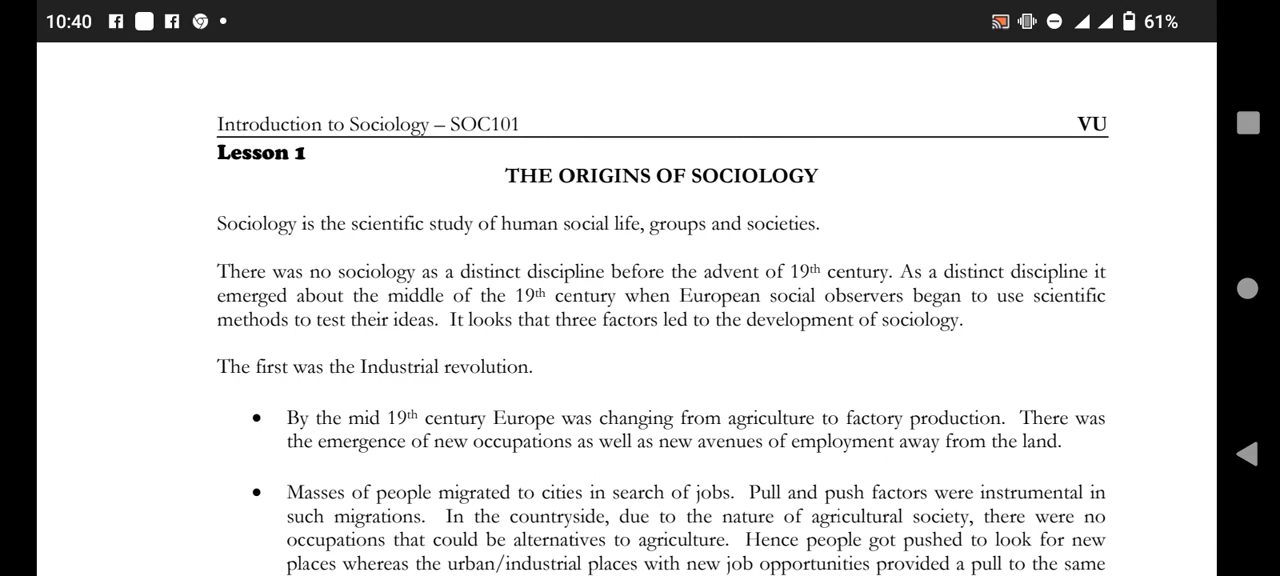 10:40
61%
Introduction to Sociology – SOC101 VU
Lesson 1
THE ORIGINS OF SOCIOLOGY
Sociology is the scientific study of human social life, groups and societies.
There was no sociology as a distinct discipline before the advent of 19th century. As a distinct discipline it
emerged about the middle of the 19th century when European social observers began to use scientific
methods to test their ideas. It looks that three factors led to the development of sociology.
The first was the Industrial revolution.
• By the mid 19th century Europe was changing from agriculture to factory production. There was
the emergence of new occupations as well as new avenues of employment away from the land.
• Masses of people migrated to cities in search of jobs. Pull and push factors were instrumental in
such migrations. In the countryside, due to the nature of agricultural society, there were no
occupations that could be alternatives to agriculture. Hence people got pushed to look for new
places whereas the urban/industrial places with new job opportunities provided a pull to the same